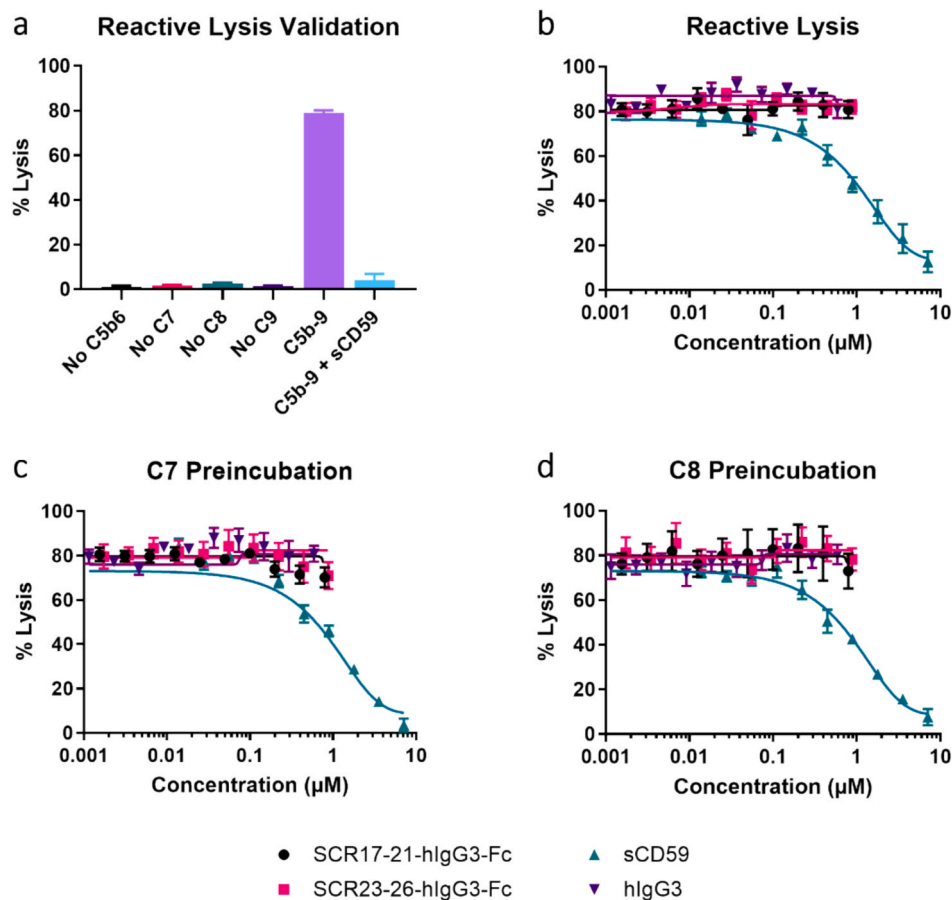 a
Reactive Lysis Validation
% Lysis
100
80
60
40
20
0
No C5b6
No C7
No C8
No C9
C5b-9
C5b-9 + sCD59
b
Reactive Lysis
% Lysis
100
80
60
40
20
0
0.001
0.01
0.1
1
10
Concentration (µM)
c
C7 Preincubation
% Lysis
100
80
60
40
20
0
0.001
0.01
0.1
1
10
Concentration (µM)
d
C8 Preincubation
% Lysis
100
80
60
40
20
0
0.001
0.01
0.1
1
10
Concentration (µM)
SCR17-21-hIgG3-Fc
sCD59
SCR23-26-hIgG3-Fc
hIgG3